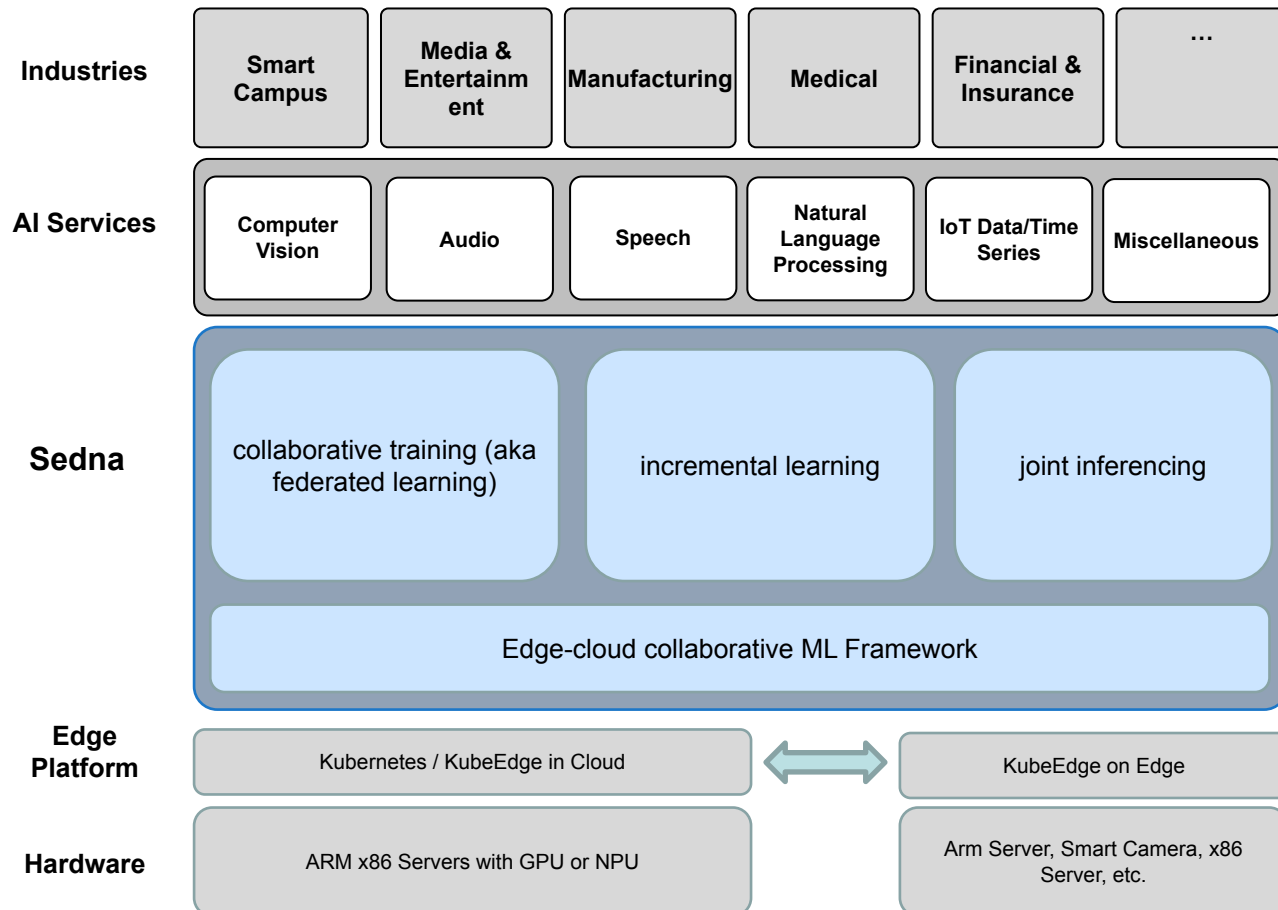 Industries
Smart
Campus
Media &
Entertainm
ent
Manufacturing
Medical
Financial &
Insurance
...
AI Services
Computer
Vision
Audio
Speech
Natural
Language
Processing
IoT Data/Time
Series
Miscellaneous
Sedna
collaborative training (aka
federated learning)
incremental learning
joint inferencing
Edge-cloud collaborative ML Framework
Edge
Platform
Kubernetes / KubeEdge in Cloud
KubeEdge on Edge
Hardware
ARM x86 Servers with GPU or NPU
Arm Server, Smart Camera, x86
Server, etc.